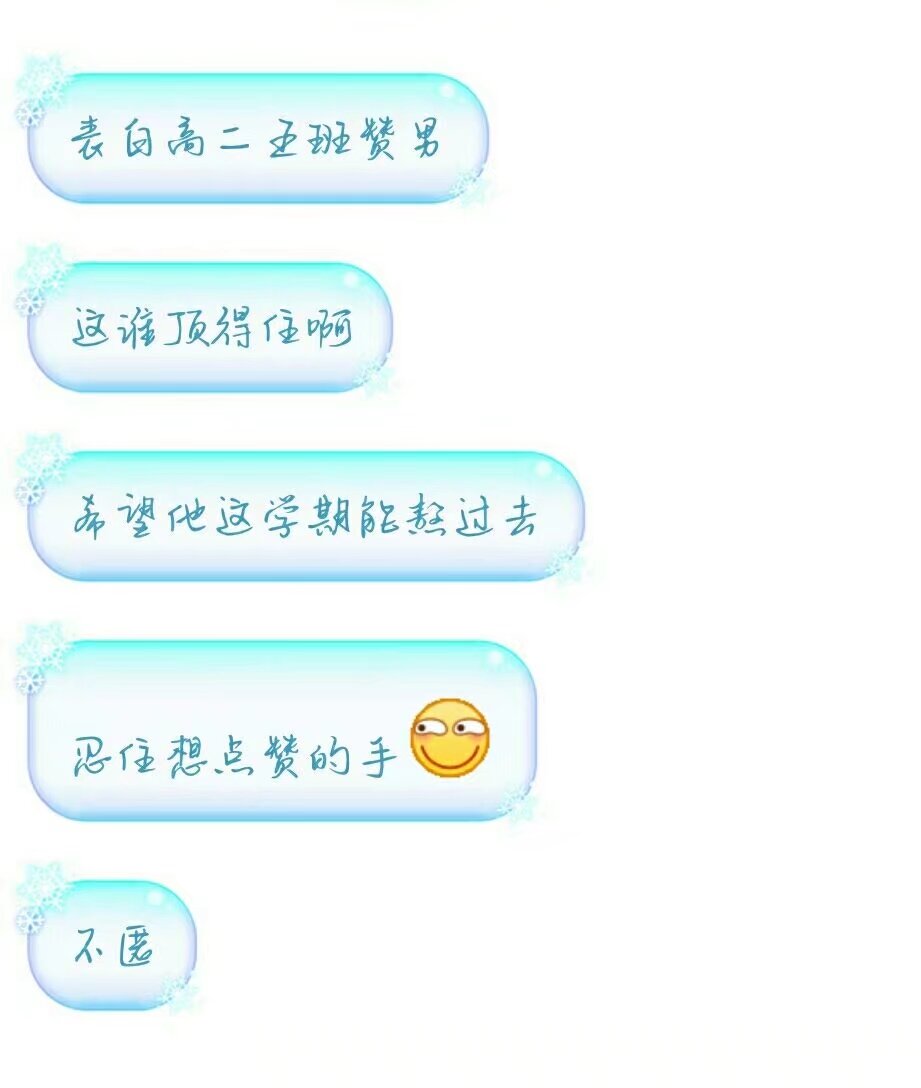 表白高二五班赞男
这谁顶得住啊
希望他这学期能熬过去
忍住想点赞的手
不匿